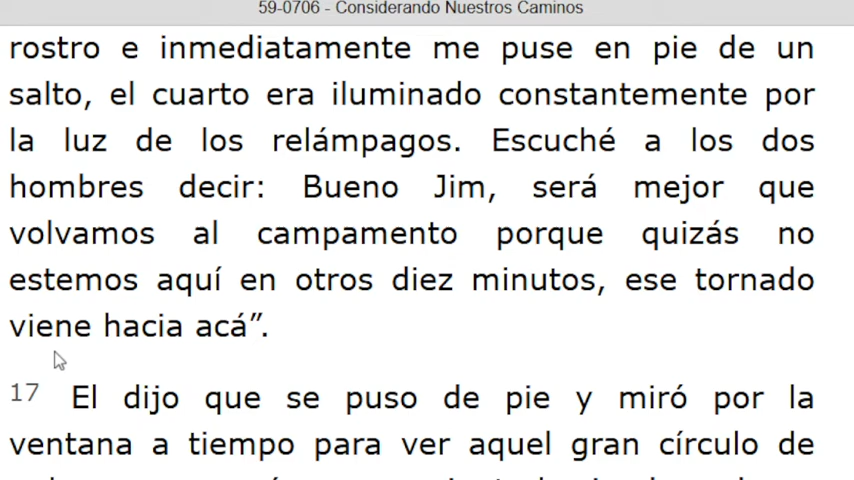 59-0706 - Considerando Nuestros Caminos
rostro e inmediatamente me puse en pie de un
salto, el cuarto era iluminado constantemente por
la luz de los relámpagos. Escuché a los dos
hombres decir: Bueno Jim, será mejor que
volvamos al campamento porque quizás no
estemos aquí en otros diez minutos, ese tornado
viene hacia acá”.
17 El dijo que se puso de pie y miró por la
ventana a tiempo para ver aquel gran círculo de